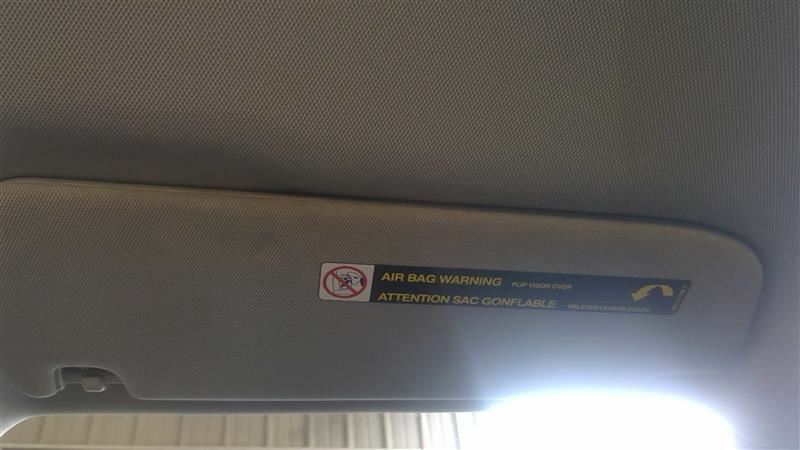 AIR BAG WARNING FLIP VISOR OVER
ATTENTION SAC GONFLABLE RELEVER LE PARE-SOLEIL